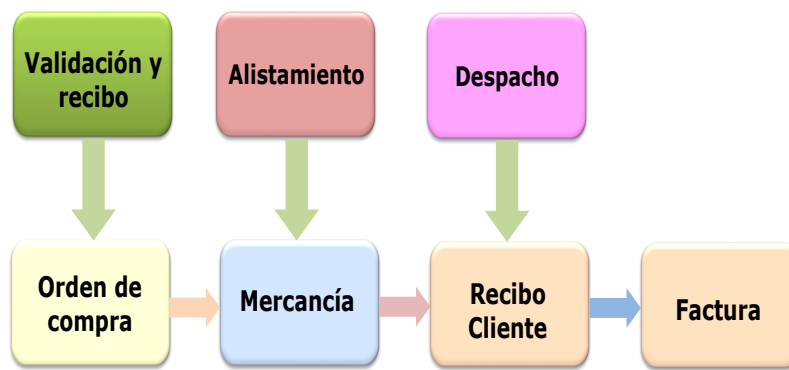 Validación y
recibo
Alistamiento
Despacho
Orden de
compra
Mercancía
Recibo
Cliente
Factura